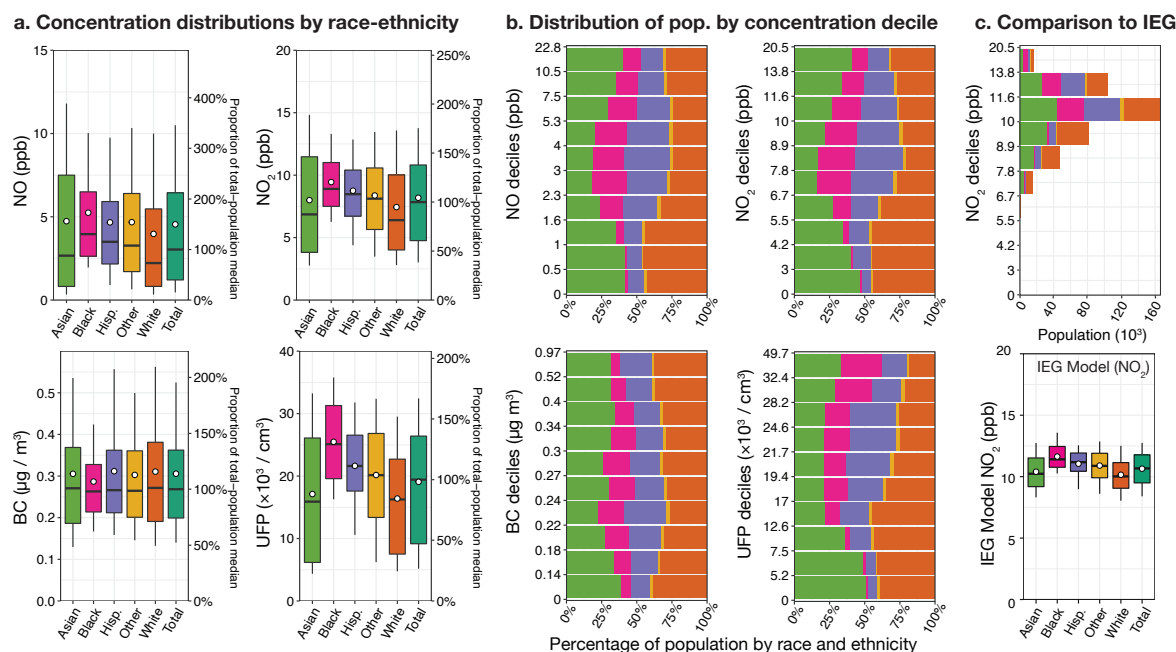 a. Concentration distributions by race-ethnicity
b. Distribution of pop. by concentration decile
c. Comparison to IEG
15
10
5
0
NO
(ppb)
400%
300%
200%
100%
0%
Proportion of total–population median
Asian
Black
Hisp.
Other
White
Total
20
15
10
5
0
NO₂
(ppb)
250%
200%
150%
100%
50%
0%
Asian
Black
Hisp.
Other
White
Total
0.5
0.4
0.3
0.2
0.1
0.0
BC (µg / m³)
200%
150%
100%
50%
0%
Proportion of total–population median
Asian
Black
Hisp.
Other
White
Total
40
30
20
10
0
UFP (×10³ / cm³)
200%
150%
100%
50%
0%
Proportion of total–population median
Asian
Black
Hisp.
Other
White
Total
22.8
10.5
7.5
5.3
4
3
2.3
1.6
1
0.5
0
NO deciles (ppb)
0%
25%
50%
75%
100%
20.5
13.8
11.6
10
8.9
7.8
6.7
5.5
4.2
3
0
NO₂ deciles (ppb)
0%
25%
50%
75%
100%
0.97
0.52
0.4
0.34
0.3
0.27
0.24
0.22
0.18
0.14
0
BC deciles (µg m³)
0%
25%
50%
75%
100%
49.7
32.4
28.2
24.6
21.7
19.4
17
12.6
7.5
5.2
0
UFP deciles (×10³ / cm³)
0%
25%
50%
75%
100%
Percentage of population by race and ethnicity
20.5
13.8
11.6
10
8.9
7.8
6.7
5.5
4.2
3
0
NO₂ deciles (ppb)
0
40
80
120
160
Population (10³)
20
15
10
5
0
IEG Model (NO₂)
IEG Model NO₂ (ppb)
Asian
Black
Hisp.
Other
White
Total